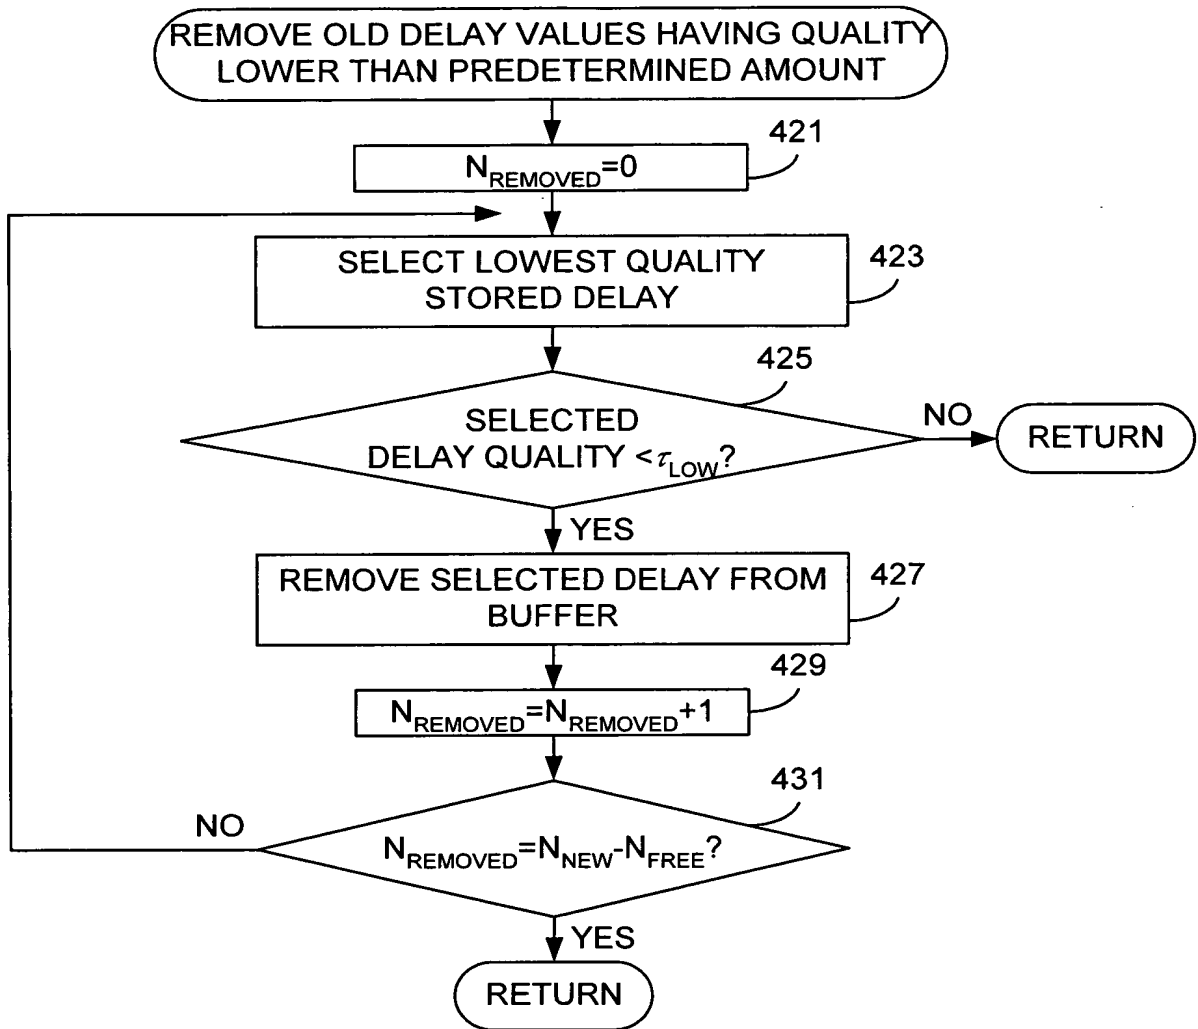 REMOVE OLD DELAY VALUES HAVING QUALITY
LOWER THAN PREDETERMINED AMOUNT
421
N_REMOVED=0
423
SELECT LOWEST QUALITY
STORED DELAY
425
SELECTED
DELAY QUALITY <τ_LOW?
NO
RETURN
YES
427
REMOVE SELECTED DELAY FROM
BUFFER
429
N_REMOVED=N_REMOVED+1
431
NO
N_REMOVED=N_NEW-N_FREE?
YES
RETURN